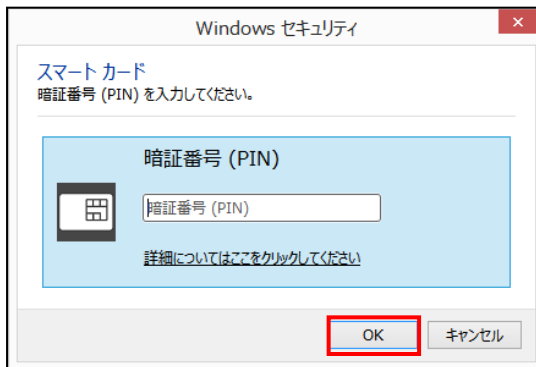 Windows セキュリティ
スマート カード
暗証番号 (PIN) を入力してください。
暗証番号 (PIN)
暗証番号 (PIN)
詳細についてはここをクリックしてください
OK
キャンセル